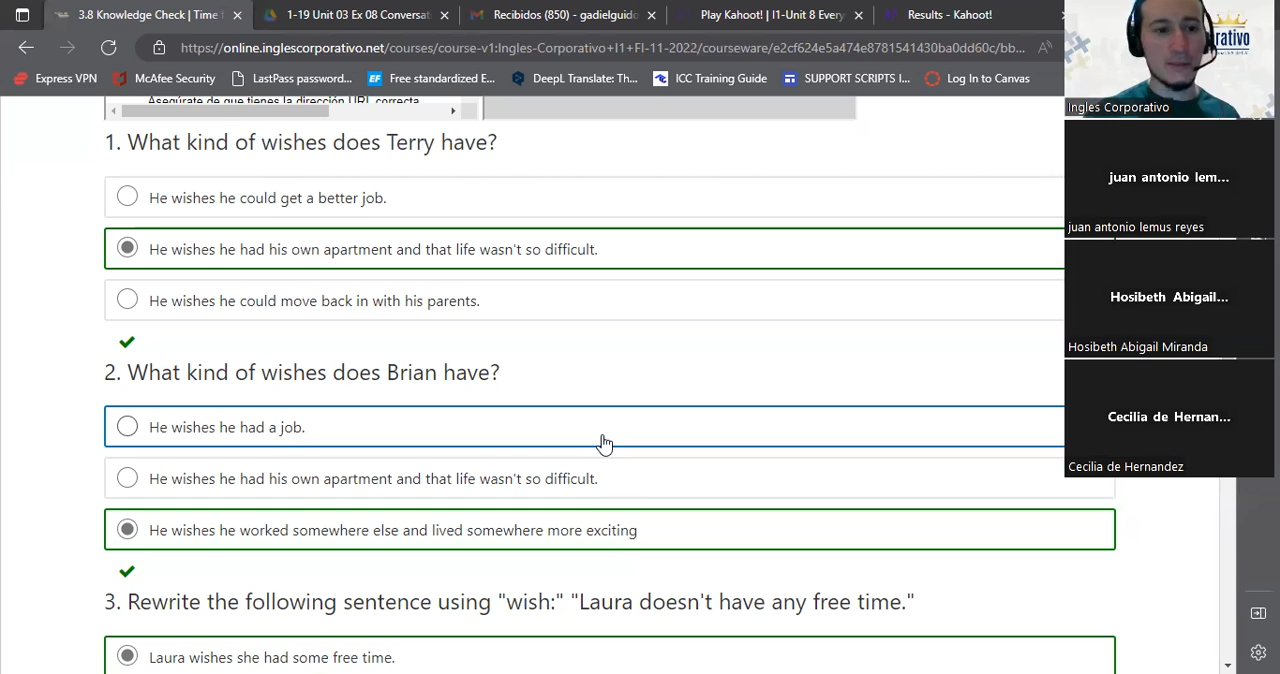 3.8 Knowledge Check | Time
1-19 Unit 03 Ex 08 Conversat
Recibidos (850) - gadielguido
Play Kahoot! | I1-Unit 8 Every
Results - Kahoot!
https://online.inglescorporativo.net/courses/course-v1:Ingles-Corporativo+I1+FI-11-2022/courseware/e2cf624e5a474e8781541430ba0dd60c/bb...
Express VPN
McAfee Security
LastPass password...
EF Free standardized E...
DeepL Translate: Th...
ICC Training Guide
SUPPORT SCRIPTS I...
Log In to Canvas
Asegúrate de que tienes la dirección URL correcta
1. What kind of wishes does Terry have?
He wishes he could get a better job.
He wishes he had his own apartment and that life wasn't so difficult.
He wishes he could move back in with his parents.
2. What kind of wishes does Brian have?
He wishes he had a job.
He wishes he had his own apartment and that life wasn't so difficult.
He wishes he worked somewhere else and lived somewhere more exciting
3. Rewrite the following sentence using "wish:" "Laura doesn't have any free time."
Laura wishes she had some free time.
rativo
Ingles Corporativo
juan antonio lem...
juan antonio lemus reyes
Hosibeth Abigail...
Hosibeth Abigail Miranda
Cecilia de Hernan...
Cecilia de Hernandez